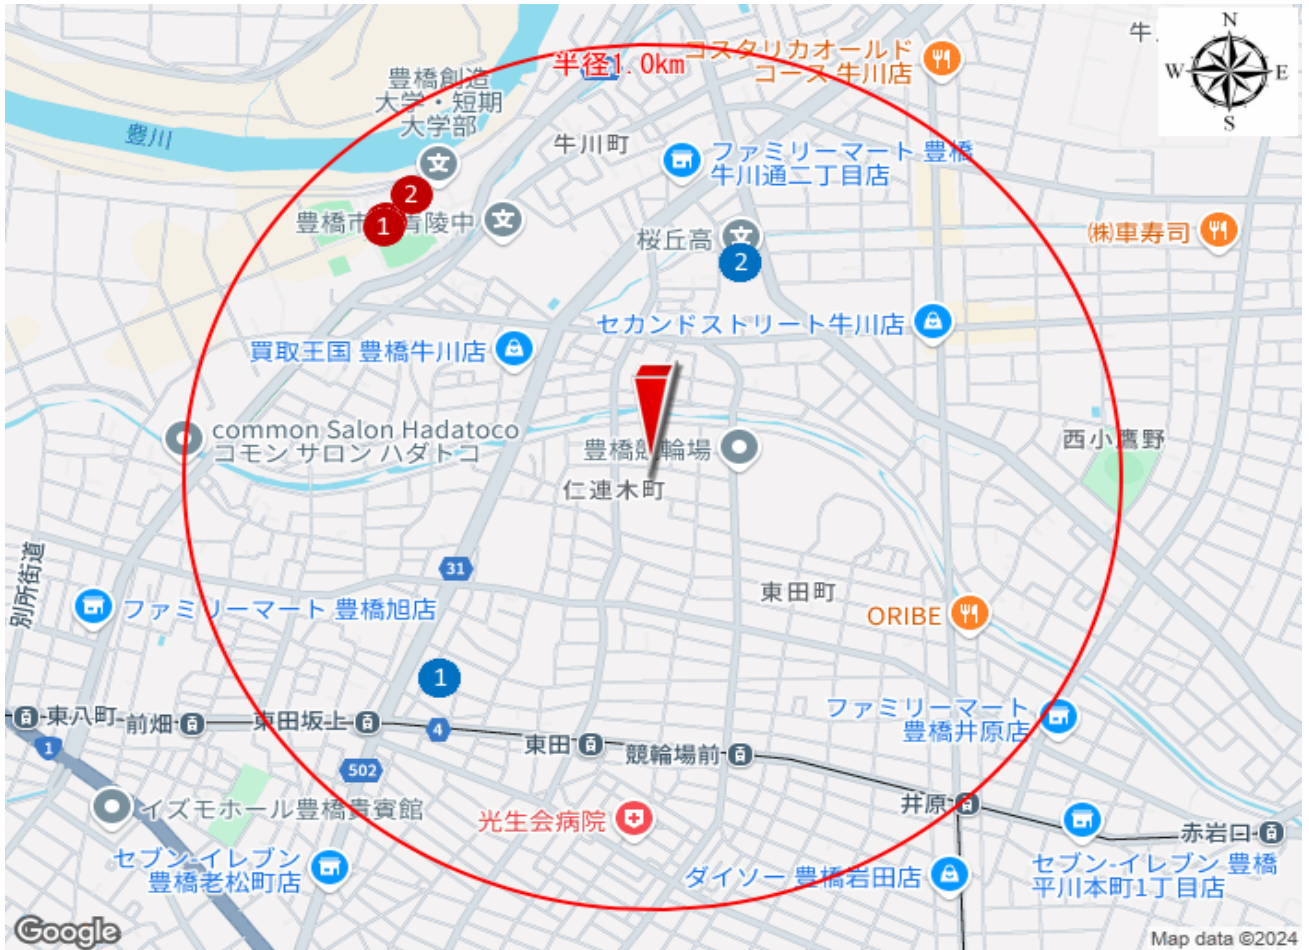 N
W
E
S
牛
半径1.0km
コスタリカオールド
コース 牛川店
豊橋創造
大学・短期
大学部
豊川
牛川町
ファミリーマート 豊橋
牛川通二丁目店
2
1
豊橋市
青陵中
桜丘高
2
㈱車寿司
セカンドストリート牛川店
買取王国 豊橋牛川店
common Salon Hadatoco
コモン サロン ハダトコ
豊橋競輪場
西小鷹野
仁連木町
別所街道
31
東田町
ファミリーマート 豊橋旭店
ORIBE
1
東八町
前畑
東田坂上
4
東田
競輪場前
ファミリーマート
豊橋井原店
1
502
イズモホール豊橋貴賓館
光生会病院
井原
赤岩口
セブン-イレブン
豊橋老松町店
ダイソー 豊橋岩田店
セブン-イレブン 豊橋
平川本町1丁目店
Google
Map data ©2024